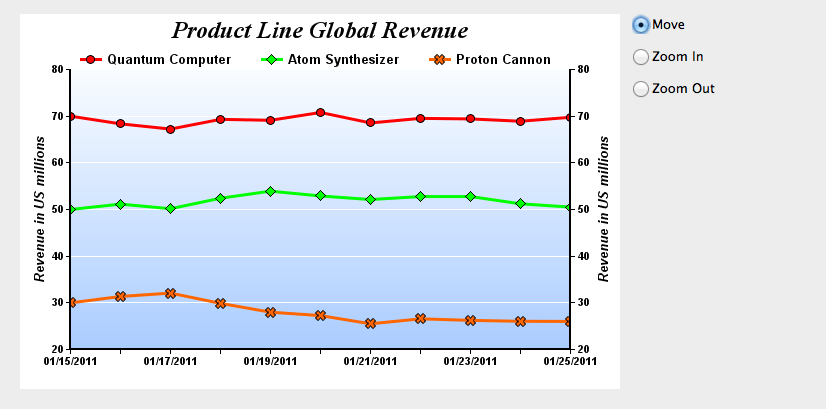 Product Line Global Revenue
Quantum Computer Atom Synthesizer Proton Cannon
Revenue in US millions
80
70
60
50
40
30
20
80
70
60
50
40
30
20
Revenue in US millions
01/15/2011 01/17/2011 01/19/2011 01/21/2011 01/23/2011 01/25/2011
Move
Zoom In
Zoom Out